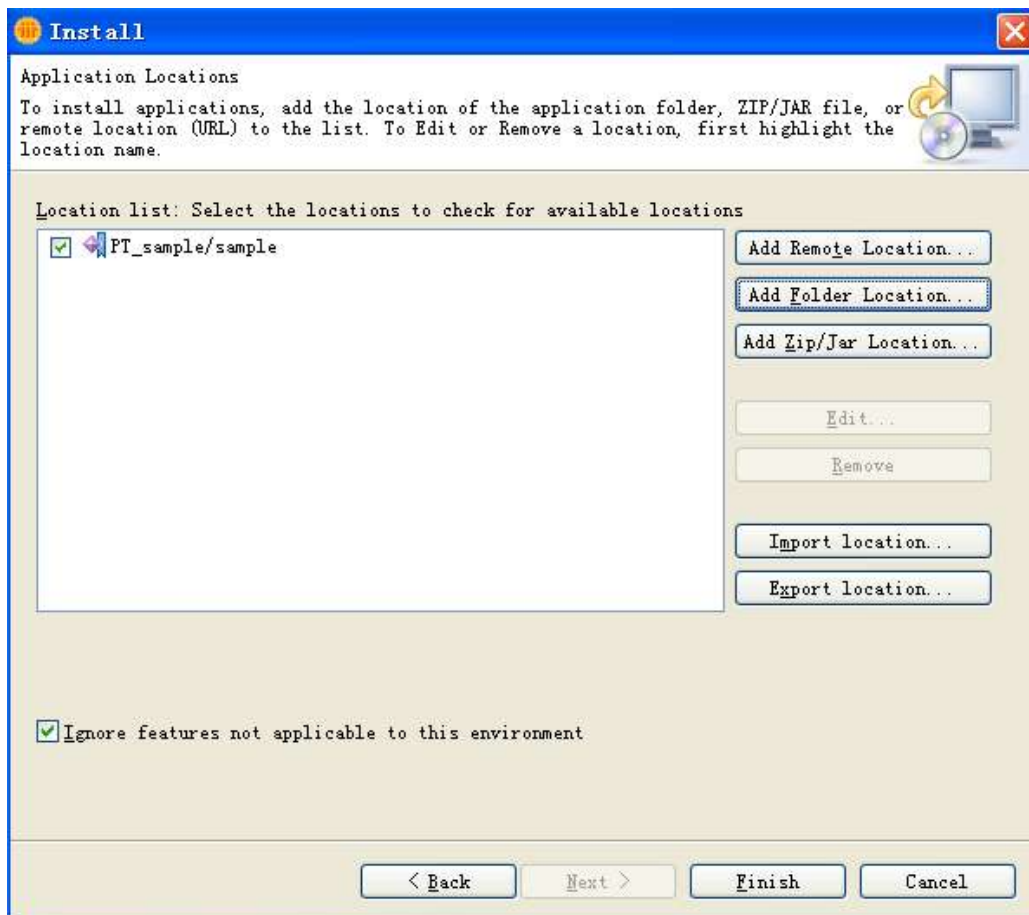 Install
Application Locations
To install applications, add the location of the application folder, ZIP/JAR file, or
remote location (URL) to the list. To Edit or Remove a location, first highlight the
location name.
Location list: Select the locations to check for available locations
PT_sample/sample
Add Remote Location...
Add Folder Location...
Add Zip/Jar Location...
Edit...
Remove
Import location...
Export location...
Ignore features not applicable to this environment
< Back
Next >
Finish
Cancel